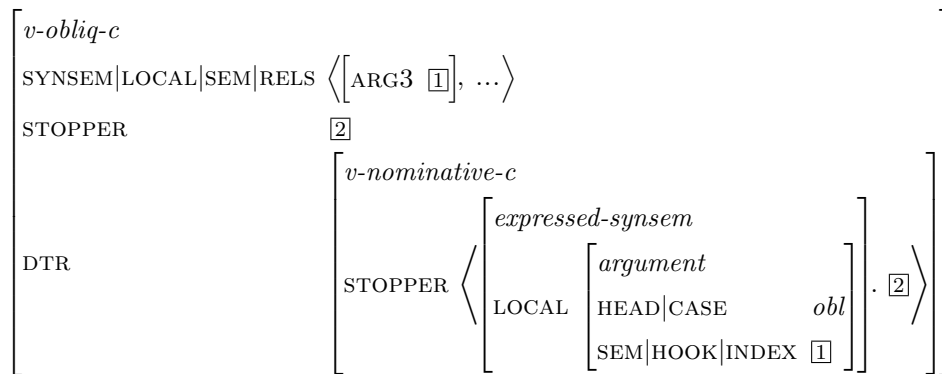 v-obliq-c
SYNSEM|LOCAL|SEM|RELS ⟨[ARG3 1], ...⟩
STOPPER 2
v-nominative-c
expressed-synsem
argument
DTR STOPPER ⟨ LOCAL HEAD|CASE obl . 2 ⟩
SEM|HOOK|INDEX 1